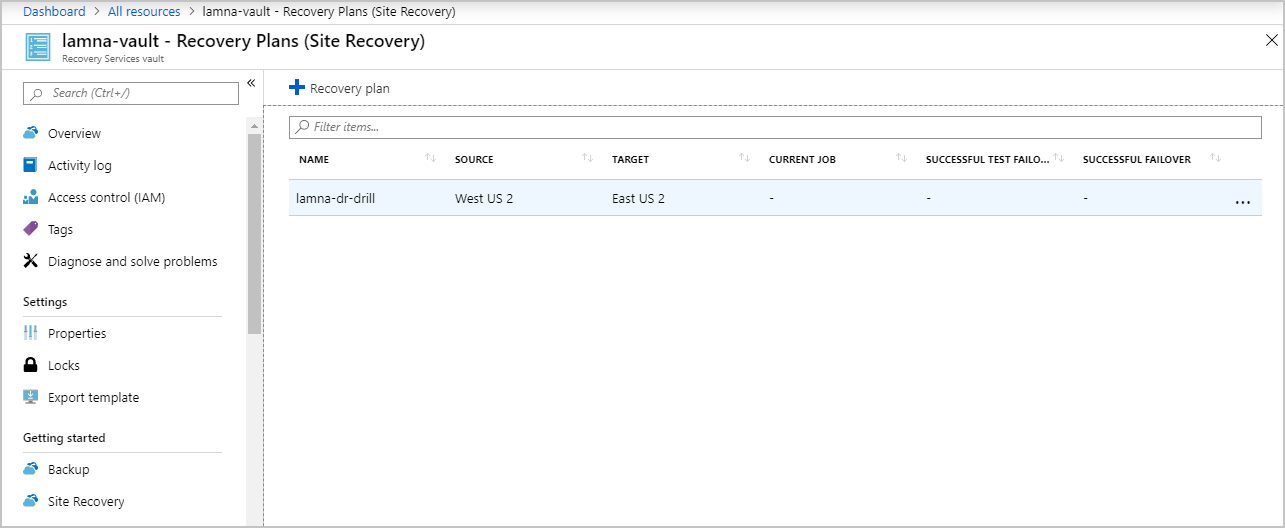 Dashboard > All resources > lamna-vault - Recovery Plans (Site Recovery)
lamna-vault - Recovery Plans (Site Recovery)
Recovery Services vault
Search (Ctrl+/)
Overview
Activity log
Access control (IAM)
Tags
Diagnose and solve problems
Settings
Properties
Locks
Export template
Getting started
Backup
Site Recovery
Recovery plan
Filter items...
NAME SOURCE TARGET CURRENT JOB SUCCESSFUL TEST FAILO... SUCCESSFUL FAILOVER
lamna-dr-drill West US 2 East US 2 - - - ...